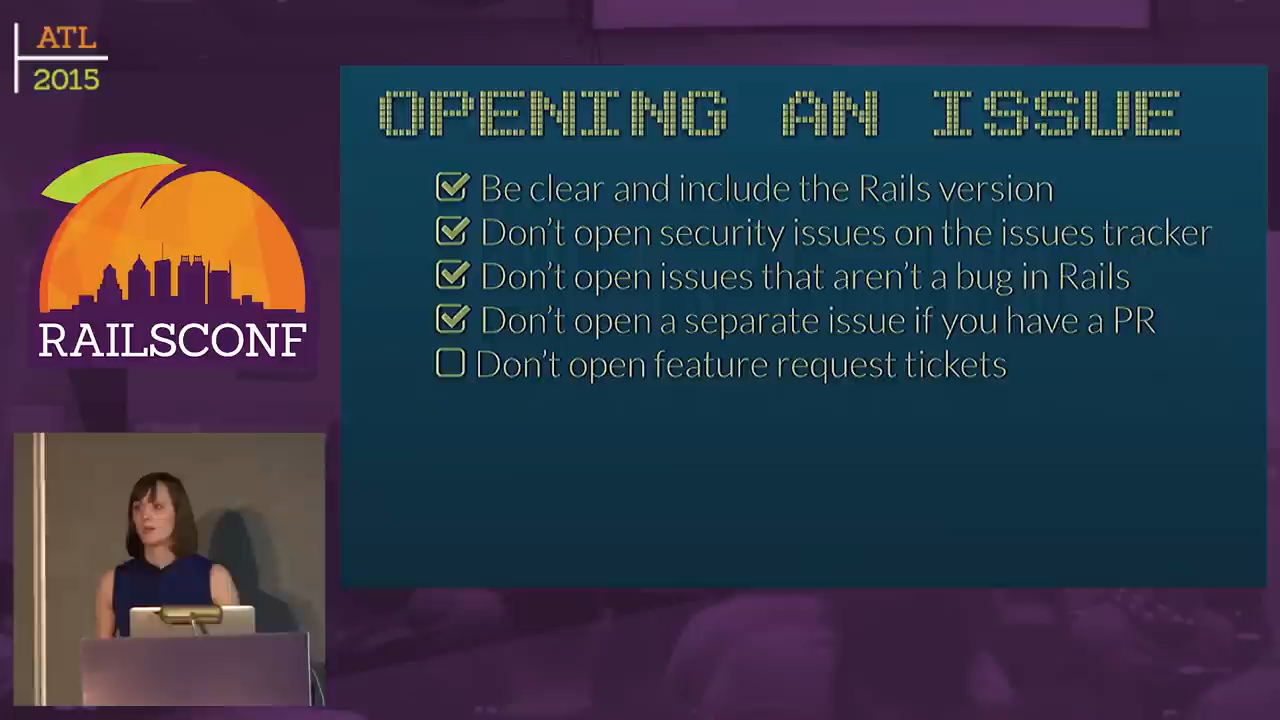 ATL
2015
RAILSCONF
OPENING AN ISSUE
Be clear and include the Rails version
Don't open security issues on the issues tracker
Don't open issues that aren't a bug in Rails
Don't open a separate issue if you have a PR
Don't open feature request tickets